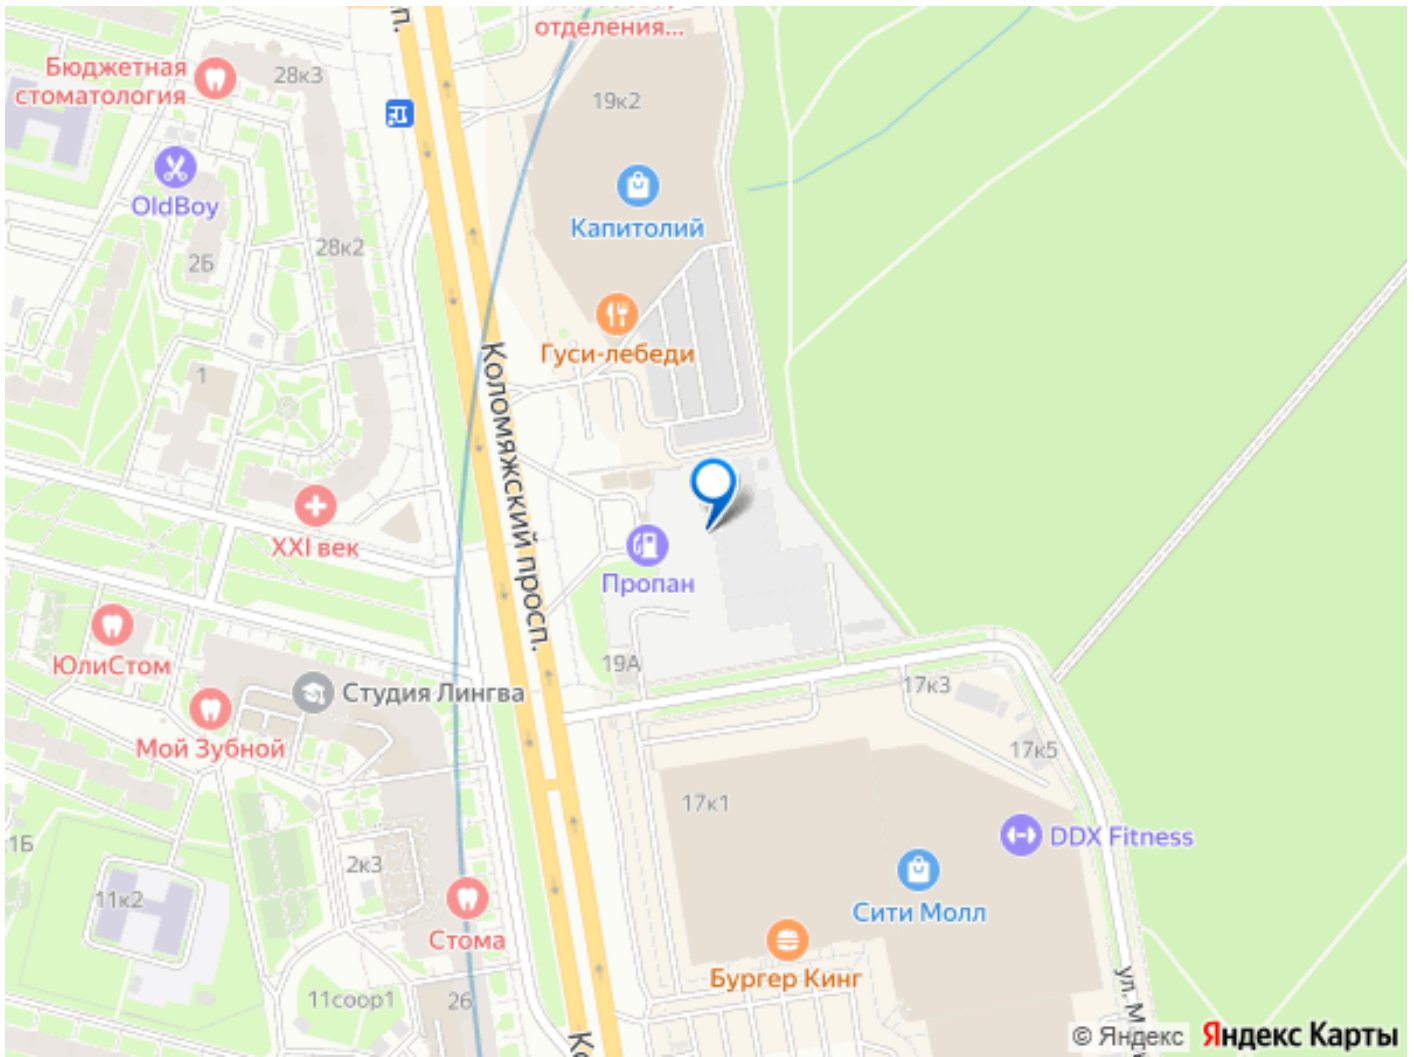 п.
отделения...
Бюджетная
стоматология
28к3
19к2
OldBoy
Капитолий
28к2
2Б
Гуси-лебеди
1
Коломяжский просп.
XXI век
Пропан
ЮлиСтом
19А
Студия Лингва
17к3
Мой Зубной
17к5
17к1
1Б
DDX Fitness
2к3
11к2
Сити Молл
Стома
Бургер Кинг
11соор1
26
ул. М
Ко
© Яндекс Яндекс Карты